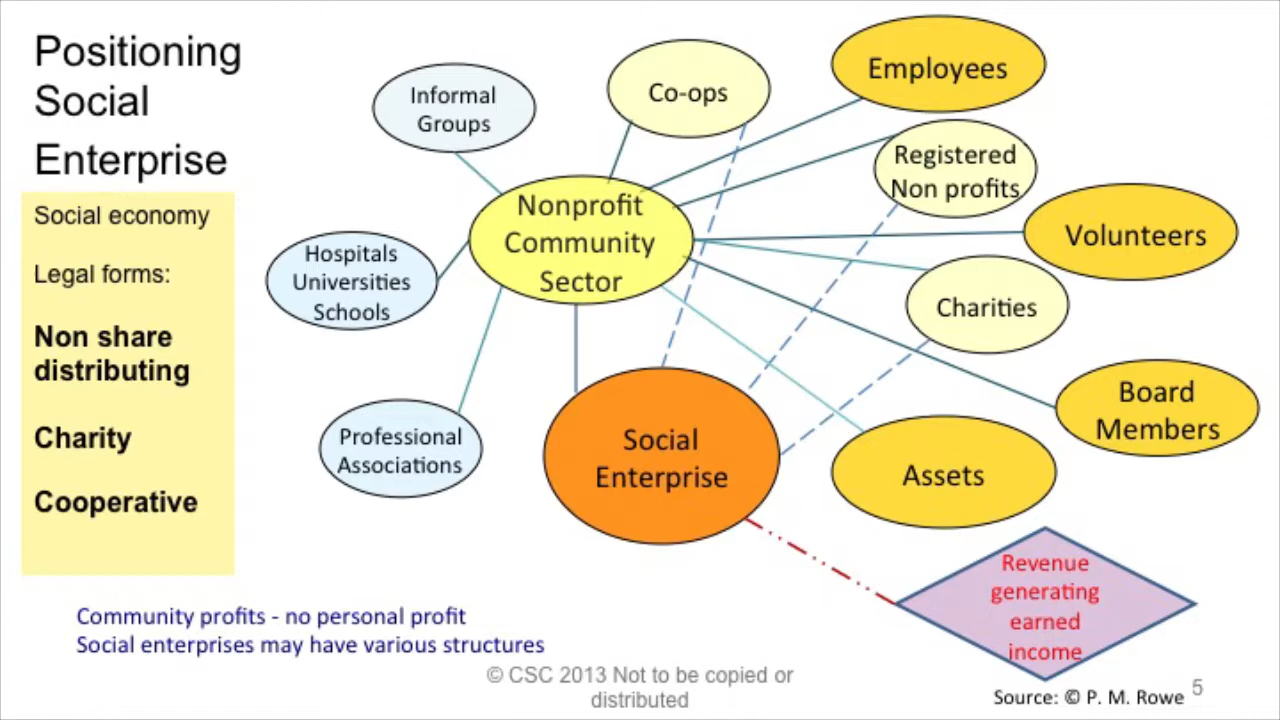 Positioning
Social
Enterprise
Social economy
Legal forms:
Non share
distributing
Charity
Cooperative
Informal
Groups
Co-ops
Employees
Registered
Non profits
Nonprofit
Community
Sector
Volunteers
Hospitals
Universities
Schools
Charities
Board
Members
Professional
Associations
Social
Enterprise
Assets
Revenue
generating
earned
income
Community profits - no personal profit
Social enterprises may have various structures
© CSC 2013 Not to be copied or
distributed
Source: © P. M. Rowe
5